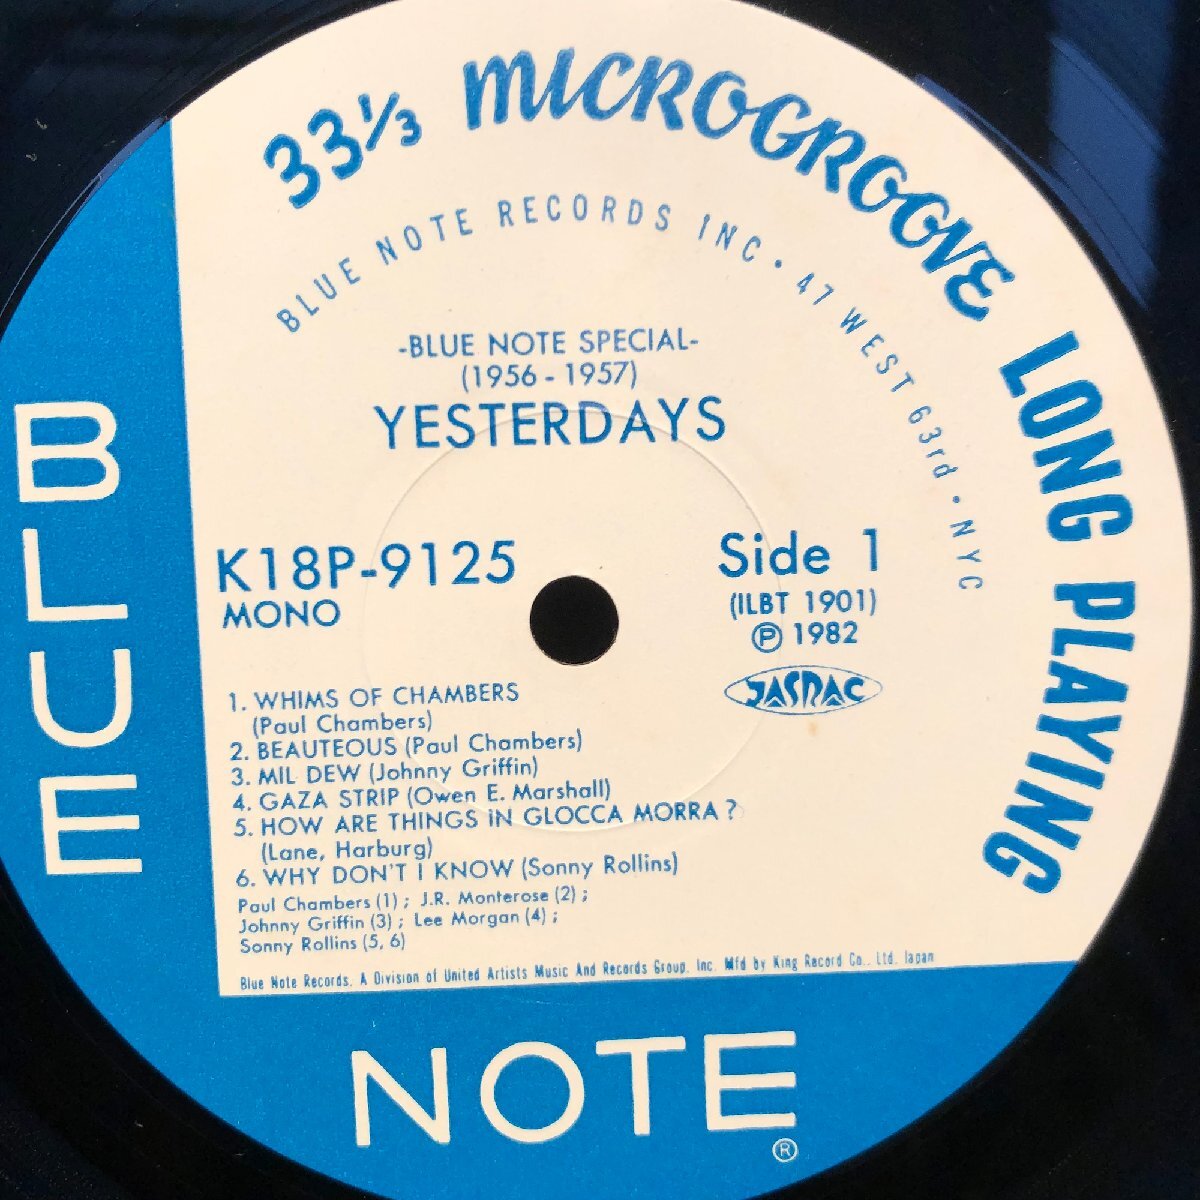 33⅓ MICROGROOVE LONG PLAYING
BLUE NOTE RECORDS INC • 47 WEST 63rd • NYC
-BLUE NOTE SPECIAL-
(1956 - 1957)
YESTERDAYS
K18P-9125
MONO
Side 1
(ILBT 1901)
Ⓟ 1982
JASRAC
1. WHIMS OF CHAMBERS
(Paul Chambers)
2. BEAUTEOUS (Paul Chambers)
3. MIL DEW (Johnny Griffin)
4. GAZA STRIP (Owen E. Marshall)
5. HOW ARE THINGS iN GLOCCA MORRA ?
(Lane, Harburg)
6. WHY DON'T I KNOW (Sonny Rollins)
Paul Chambers (1) ; J.R. Monterose (2) ;
Johnny Griffin (3) ; Lee Morgan (4) ;
Sonny Rollins (5, 6)
Blue Note Records. A Division of United Artists Music And Records Group, Inc. Mfd by King Record Co., Ltd. Japan
BLUE
NOTE
®